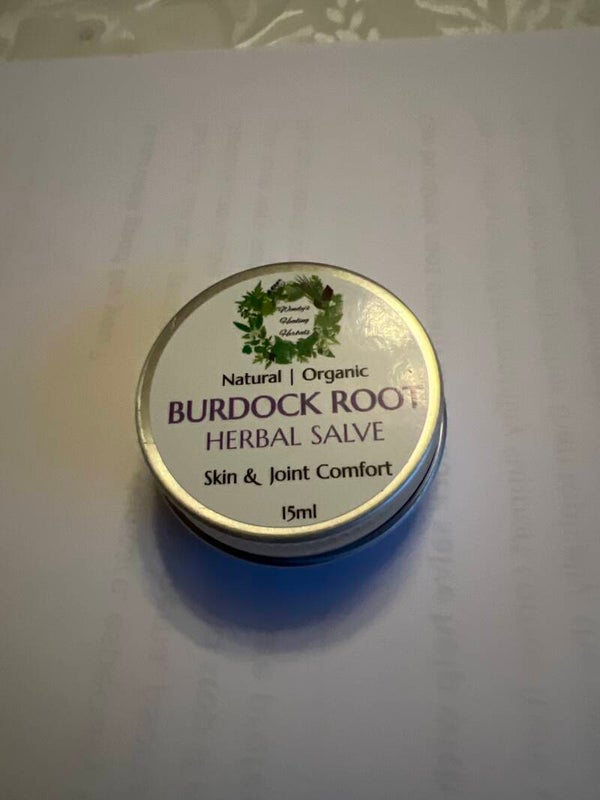 Wendy's
Healing
Herbals
Natural | Organic
BURDOCK ROOT
HERBAL SALVE
Skin & Joint Comfort
15ml